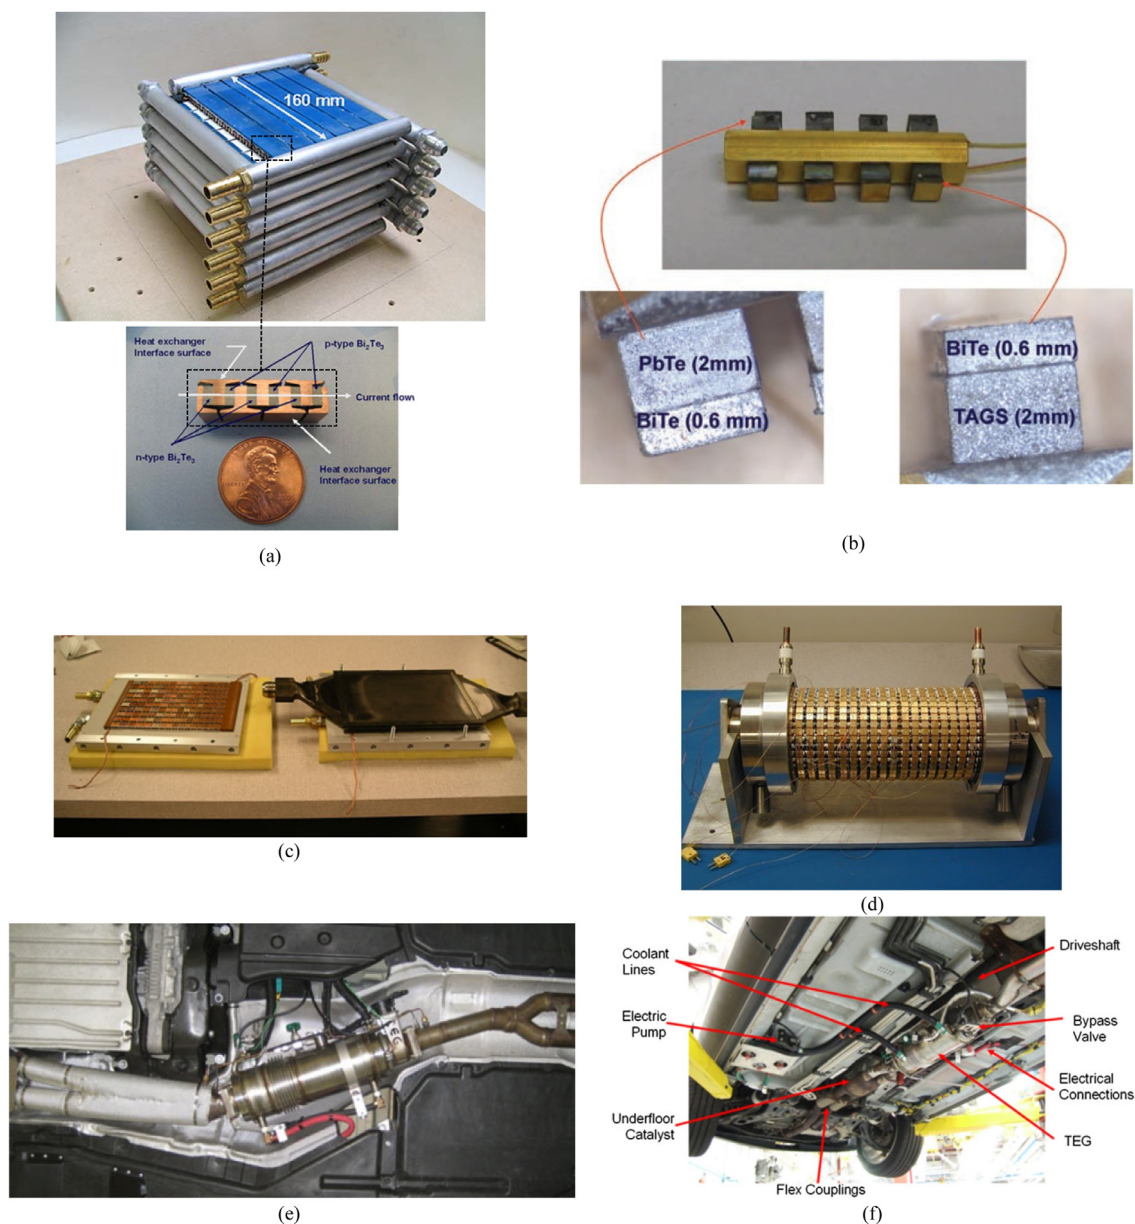 160 mm
Heat exchanger
Interface surface
p-type Bi₂Te₃
Current flow
n-type Bi₂Te₃
Heat exchanger
Interface surface
(a)
PbTe (2mm)
BiTe (0.6 mm)
BiTe (0.6 mm)
TAGS (2mm)
(b)
(c)
(d)
(e)
Coolant
Lines
Driveshaft
Electric
Pump
Bypass
Valve
Electrical
Connections
Underfloor
Catalyst
TEG
Flex Couplings
(f)